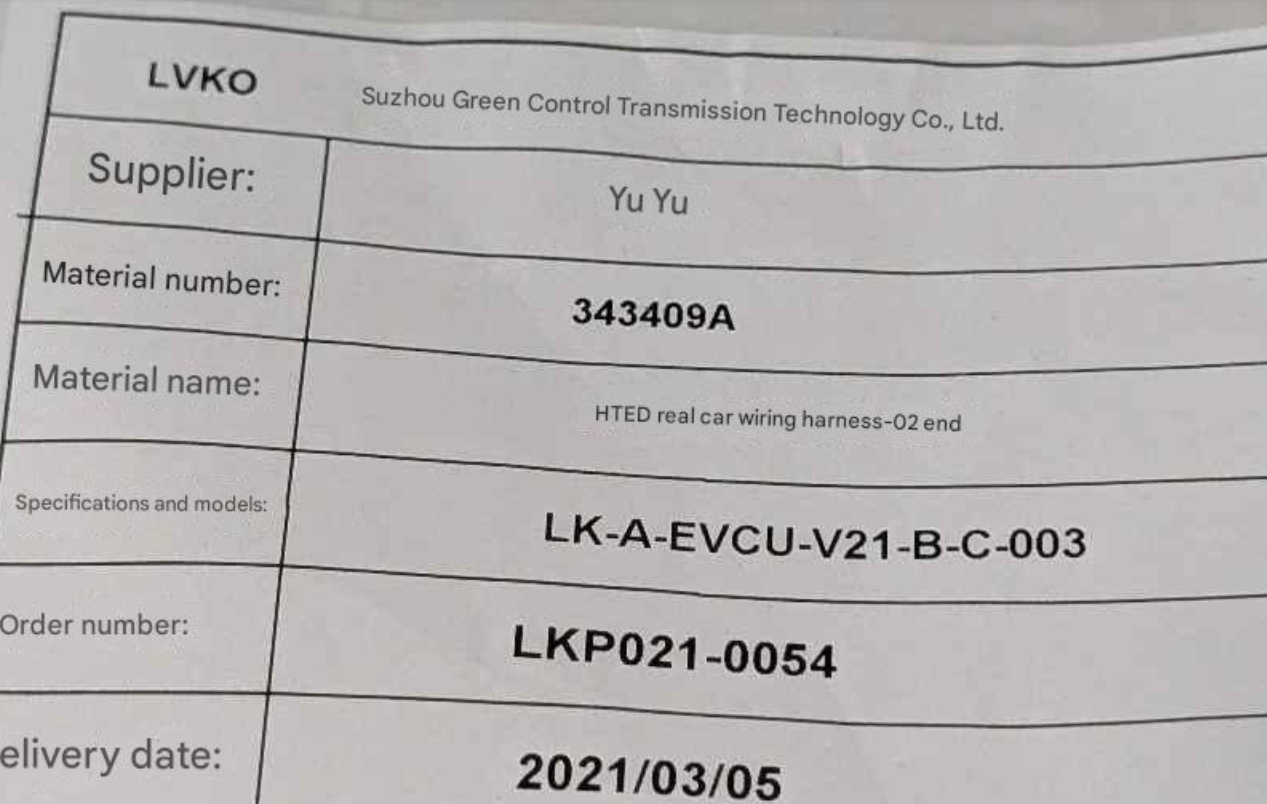 LVKO
Suzhou Green Control Transmission Technology Co., Ltd.
Supplier: Yu Yu
Material number: 343409A
Material name: HTED real car wiring harness-02 end
Specifications and models: LK-A-EVCU-V21-B-C-003
Order number: LKP021-0054
elivery date: 2021/03/05